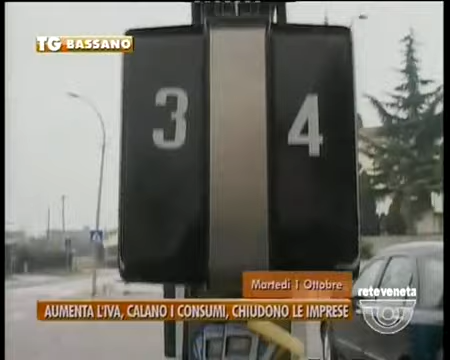 TG BASSANO
3 4
Martedì 1 Ottobre
AUMENTA L'IVA, CALANO I CONSUMI, CHIUDONO LE IMPRESE
reteveneta